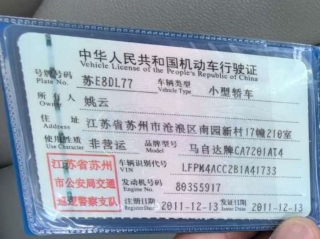 中华人民共和国机动车行驶证
Vehicle License of the People's Republic of China
号牌号码 苏E8DL77 车辆类型 小型轿车
Plate No. Vehicle Type
所有人 姚云
Owner
住址 江苏省苏州市沧浪区南园新村17幢210室
Address
使用性质 非营运 品牌型号 马自达牌CA7201AT4
Use Character Model
江苏省苏州市公安局交通巡逻警察支队
车辆识别代号 LFPM4ACC2B1A41733
VIN
发动机号码 80355917
Engine No.
注册日期 2011-12-13 发证日期 2011-12-13
Register Date Issue Date